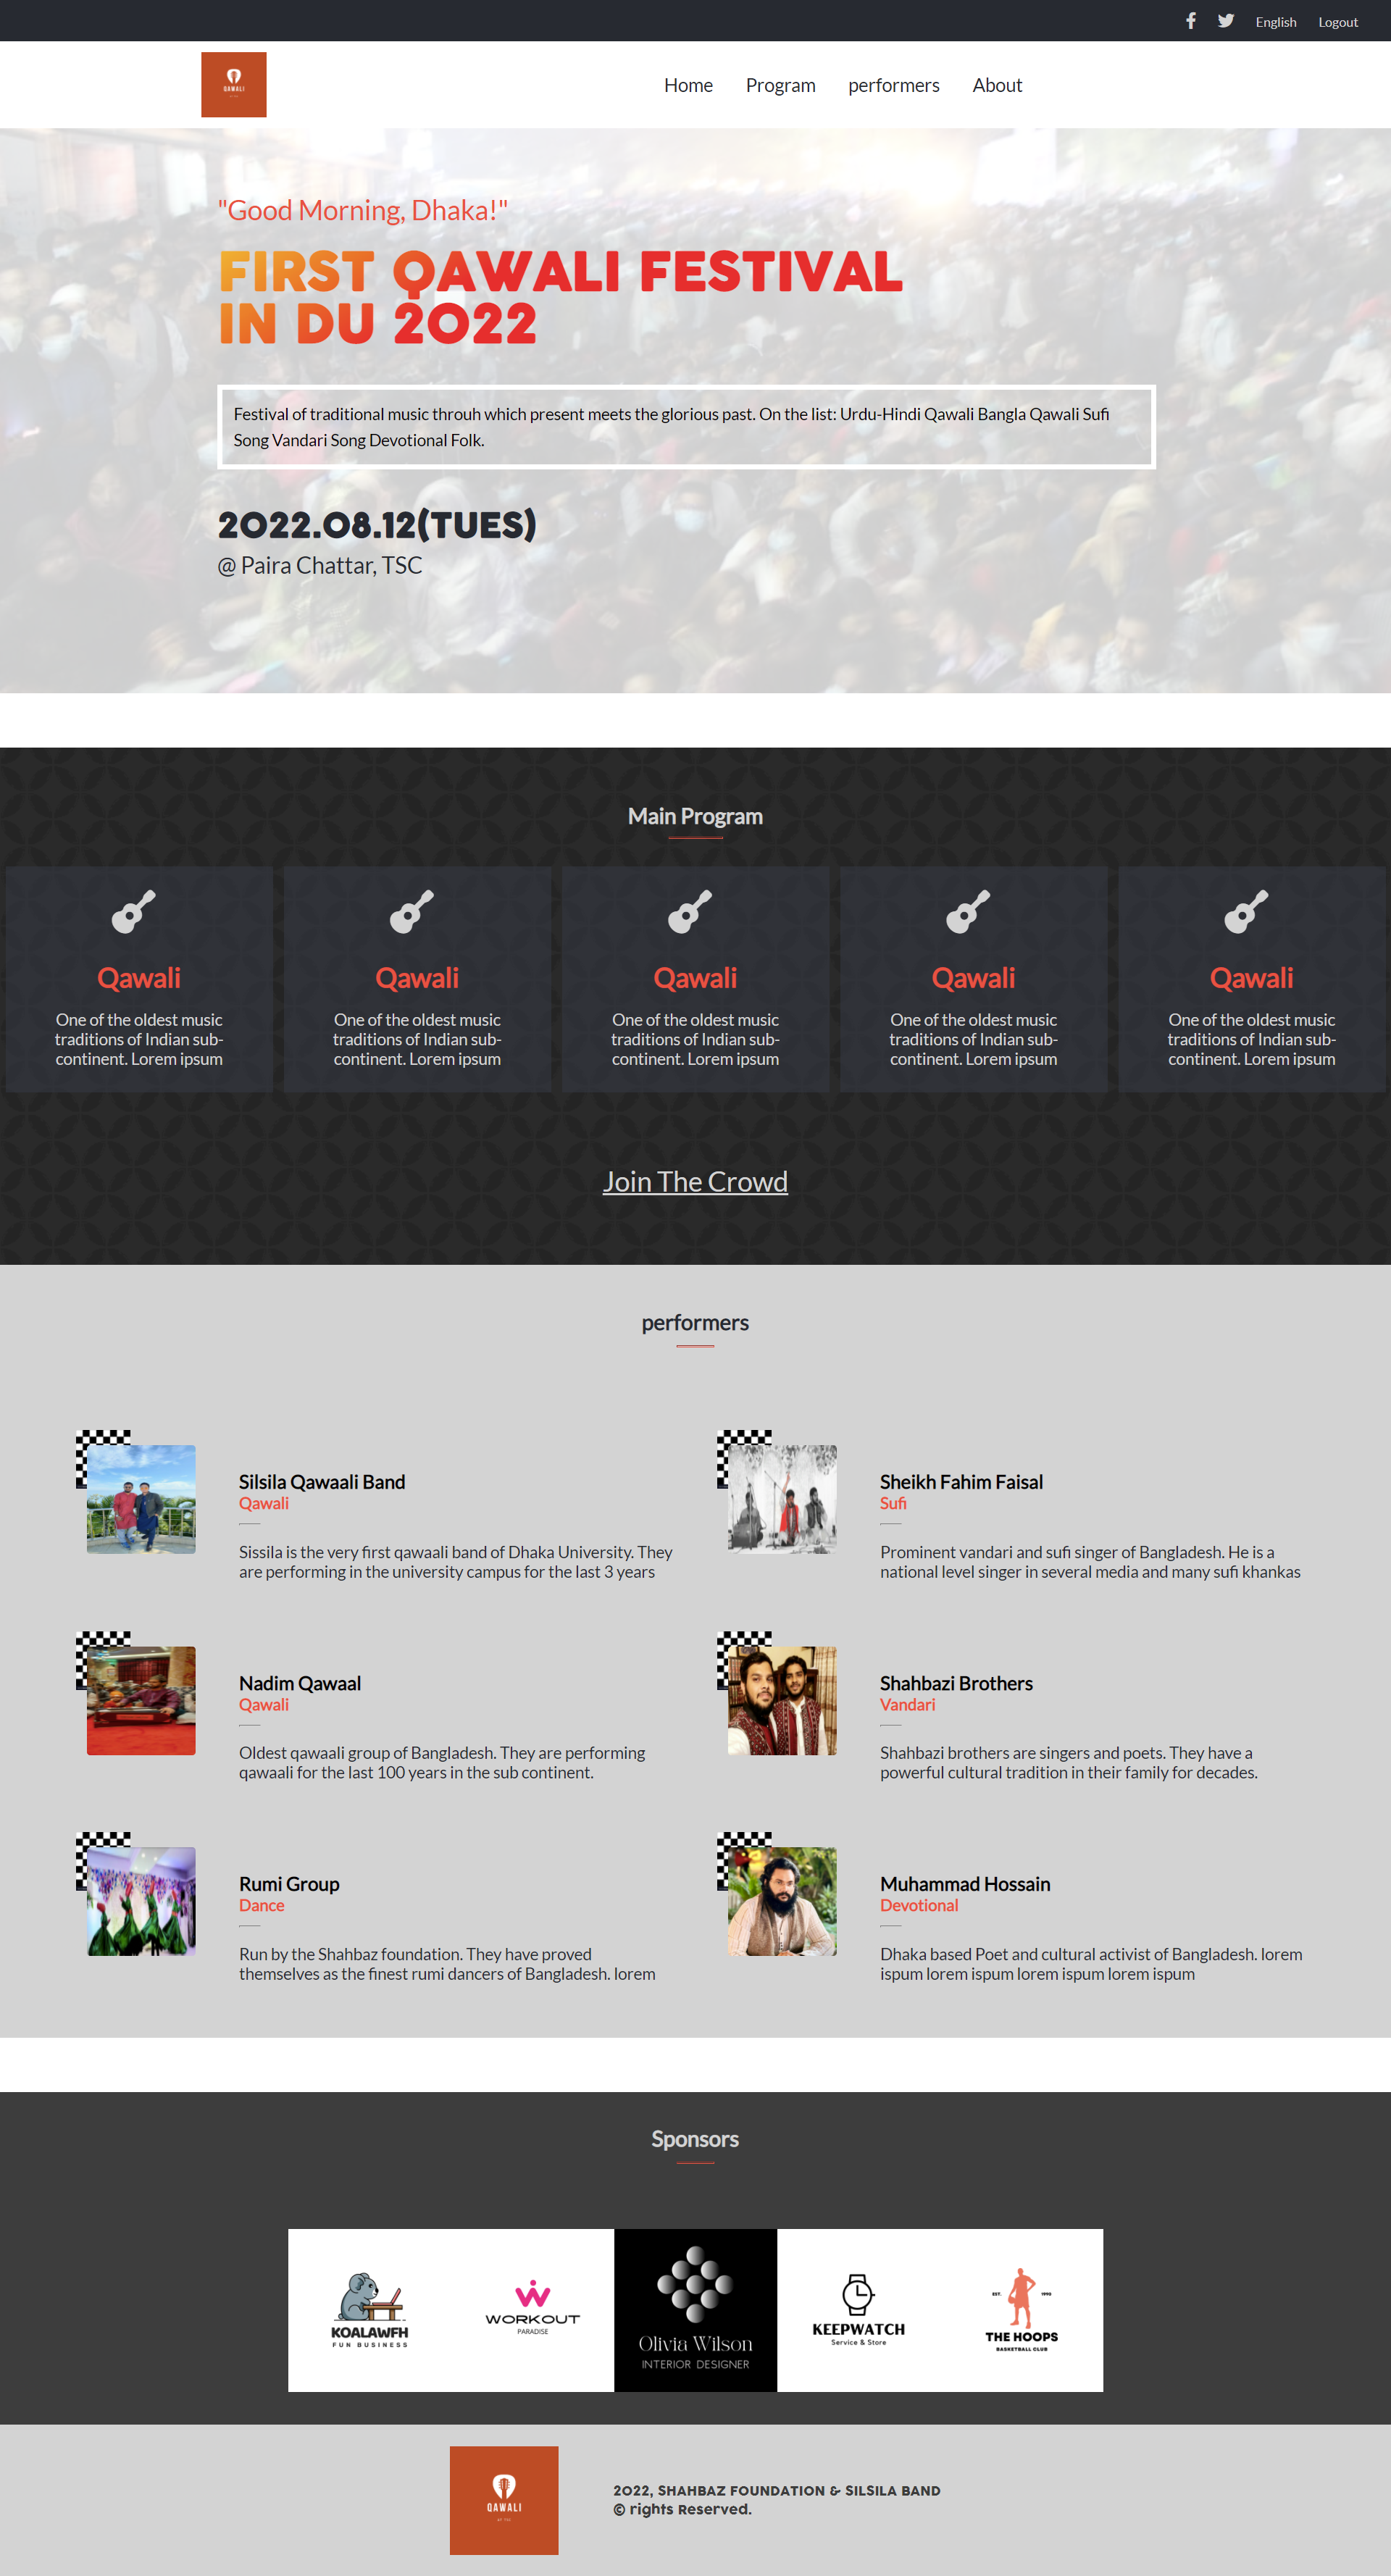 English Logout
QAWALI
Home Program performers About
"Good Morning, Dhaka!"
FIRST QAWALI FESTIVAL
IN DU 2022
Festival of traditional music throuh which present meets the glorious past. On the list: Urdu-Hindi Qawali Bangla Qawali Sufi
Song Vandari Song Devotional Folk.
2022.08.12(TUES)
@ Paira Chattar, TSC
Main Program
Qawali
One of the oldest music
traditions of Indian sub-
continent. Lorem ipsum
Qawali
One of the oldest music
traditions of Indian sub-
continent. Lorem ipsum
Qawali
One of the oldest music
traditions of Indian sub-
continent. Lorem ipsum
Qawali
One of the oldest music
traditions of Indian sub-
continent. Lorem ipsum
Qawali
One of the oldest music
traditions of Indian sub-
continent. Lorem ipsum
Join The Crowd
performers
Silsila Qawaali Band
Qawali
Sissila is the very first qawaali band of Dhaka University. They
are performing in the university campus for the last 3 years
Sheikh Fahim Faisal
Sufi
Prominent vandari and sufi singer of Bangladesh. He is a
national level singer in several media and many sufi khankas
Nadim Qawaal
Qawali
Oldest qawaali group of Bangladesh. They are performing
qawaali for the last 100 years in the sub continent.
Shahbazi Brothers
Vandari
Shahbazi brothers are singers and poets. They have a
powerful cultural tradition in their family for decades.
Rumi Group
Dance
Run by the Shahbaz foundation. They have proved
themselves as the finest rumi dancers of Bangladesh. lorem
Muhammad Hossain
Devotional
Dhaka based Poet and cultural activist of Bangladesh. lorem
ispum lorem ispum lorem ispum lorem ispum
Sponsors
KOALAWFH
FUN BUSINESS
WORKOUT
PARADISE
Olivia Wilson
INTERIOR DESIGNER
KEEPWATCH
Service & Store
EST. 1990
THE HOOPS
BASKETBALL CLUB
QAWALI
2022, SHAHBAZ FOUNDATION & SILSILA BAND
© rights Reserved.